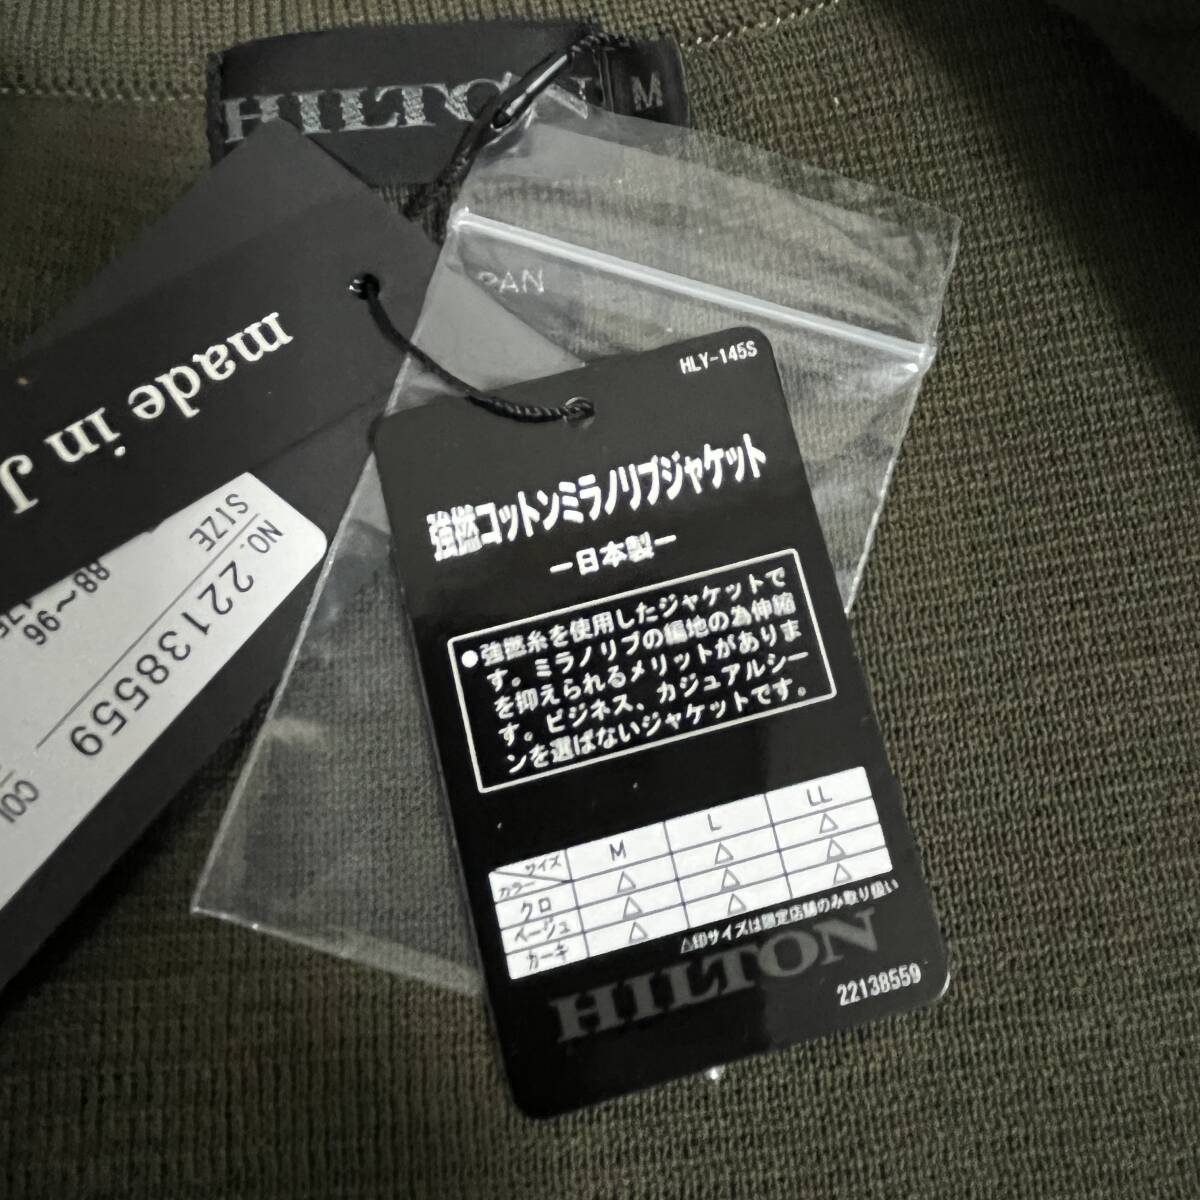 HILTON
M
PAN
made in J
NO. 22138559
SIZE
88～96
COL
HLY-145S
強撚コットンミラノリブジャケット
ー日本製ー
●強撚糸を使用したジャケットで
す。ミラノリブの編地の為伸縮
を抑えられるメリットがありま
す。ビジネス、カジュアルシー
ンを選ばないジャケットです。
サイズ カラー M L LL
クロ △ △ △
ベージュ △ △ △
カーキ △ △ △
△印サイズは限定店舗のみ取り扱い
HILTON
22138559